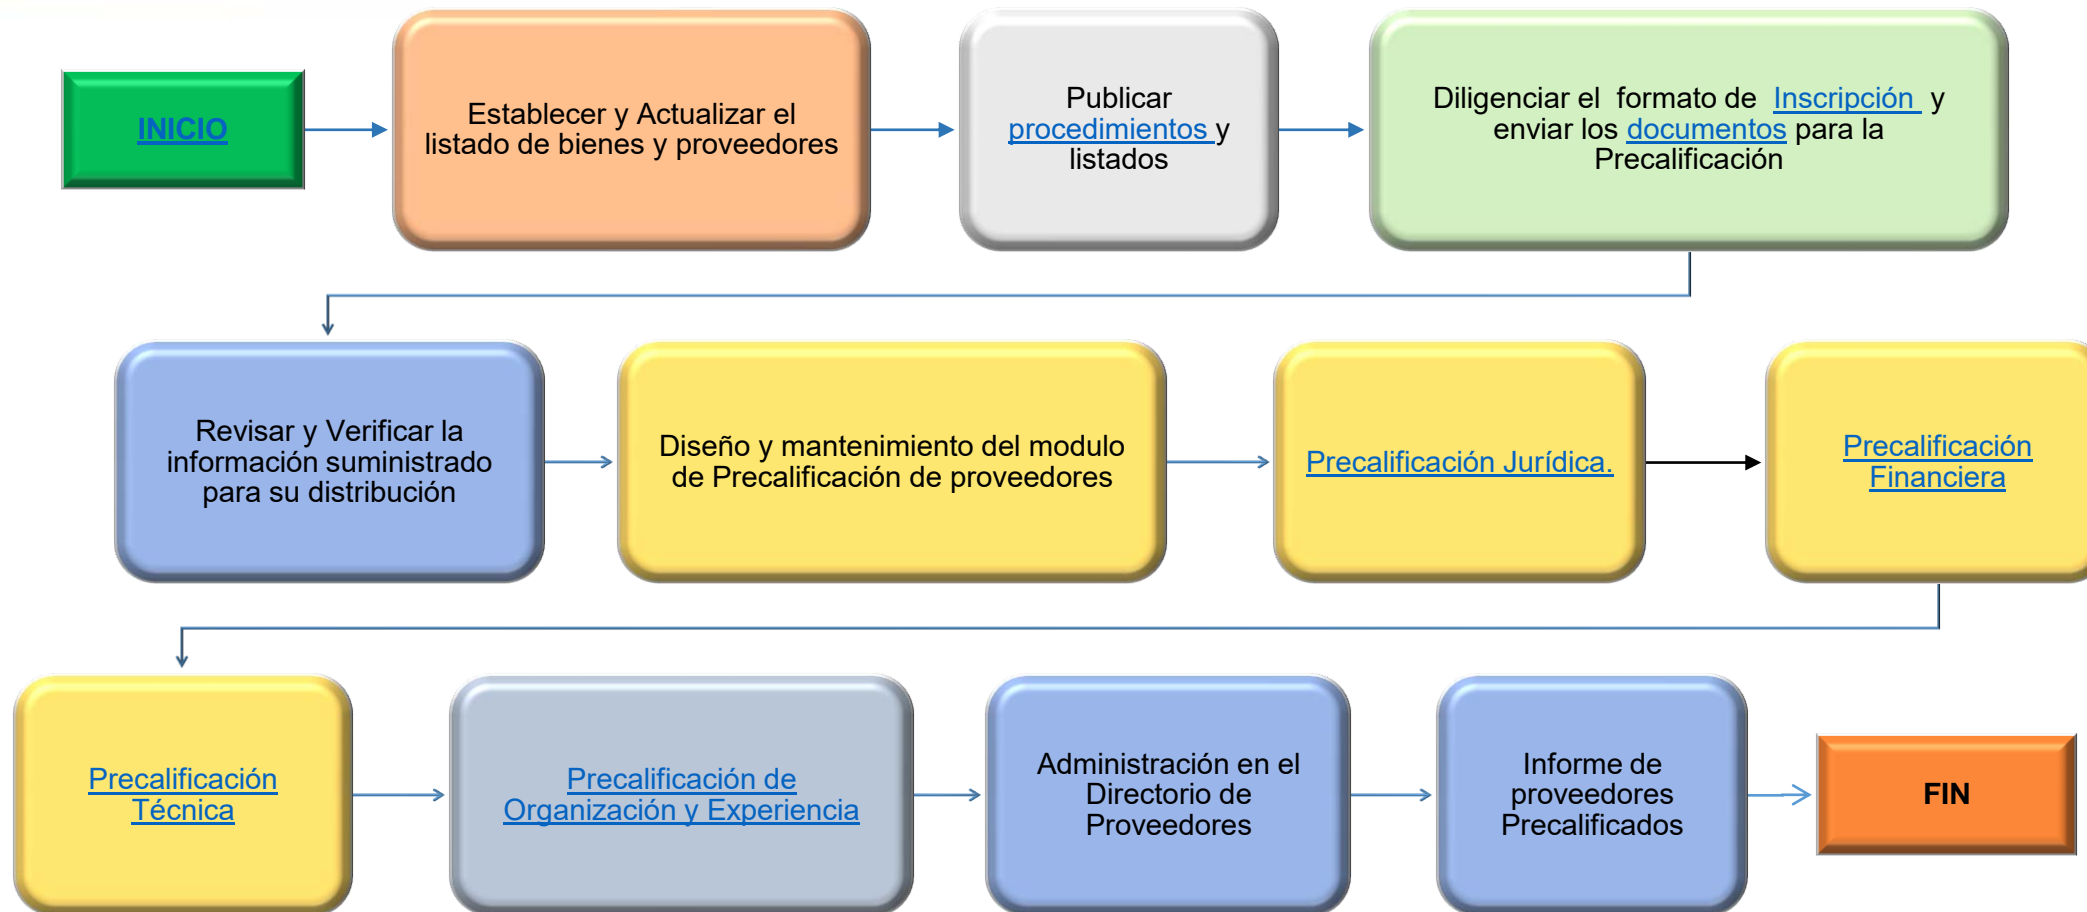 INICIO
Establecer y Actualizar el
listado de bienes y proveedores
Publicar
procedimientos y
listados
Diligenciar el formato de Inscripción y
enviar los documentos para la
Precalificación
Revisar y Verificar la
información suministrado
para su distribución
Diseño y mantenimiento del modulo
de Precalificación de proveedores
Precalificación Jurídica.
Precalificación
Financiera
Precalificación
Técnica
Precalificación de
Organización y Experiencia
Administración en el
Directorio de
Proveedores
Informe de
proveedores
Precalificados
FIN